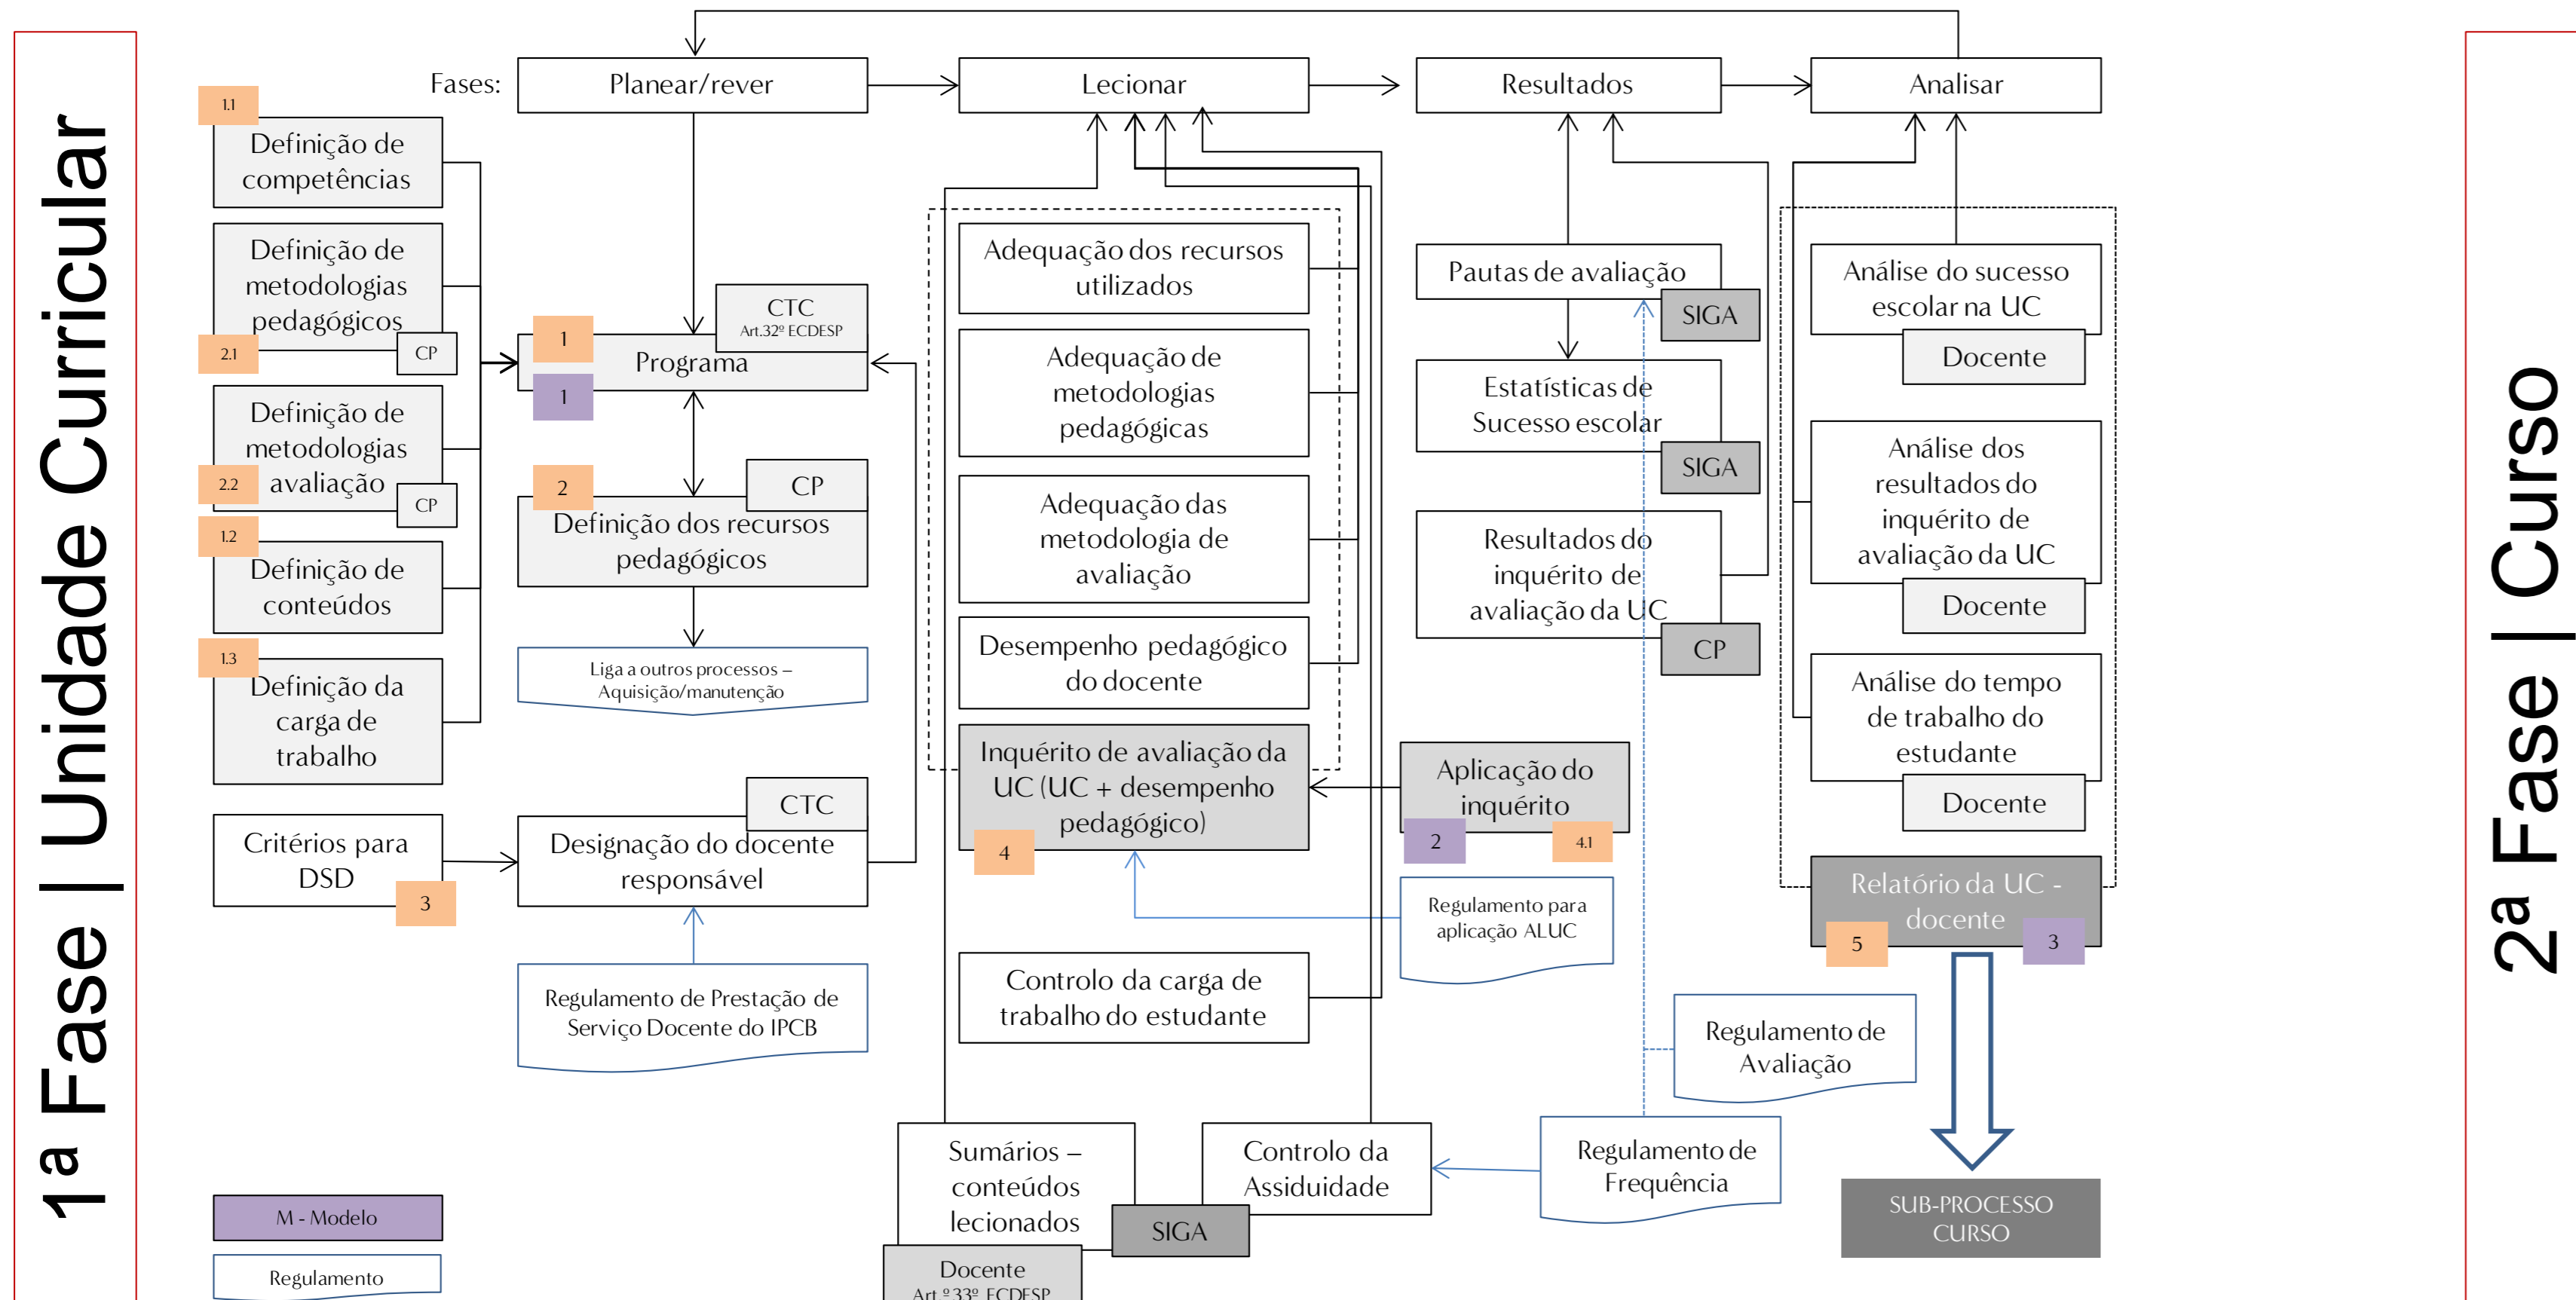 1ª Fase | Unidade Curricular
Fases:
Planear/rever
Lecionar
Resultados
Analisar
1.1
Definição de
competências
Definição de
metodologias
pedagógicos
2.1
CP
Definição de
metodologias
avaliação
2.2
CP
1.2
Definição de
conteúdos
1.3
Definição da
carga de
trabalho
Critérios para
DSD
3
M - Modelo
Regulamento
CTC
Art.32º ECDESP
1
Programa
1
CP
2
Definição dos recursos
pedagógicos
Liga a outros processos –
Aquisição/manutenção
CTC
Designação do docente
responsável
Regulamento de Prestação de
Serviço Docente do IPCB
Adequação dos recursos
utilizados
Adequação de
metodologias
pedagógicas
Adequação das
metodologia de
avaliação
Desempenho pedagógico
do docente
Inquérito de avaliação da
UC (UC + desempenho
pedagógico)
4
Controlo da carga de
trabalho do estudante
Sumários –
conteúdos
lecionados
SIGA
Docente
Art.º 33º ECDESP
Controlo da
Assiduidade
Pautas de avaliação
SIGA
Estatísticas de
Sucesso escolar
SIGA
Resultados do
inquérito de
avaliação da UC
CP
Aplicação do
inquérito
2
4.1
Regulamento para
aplicação ALUC
Regulamento de
Avaliação
Regulamento de
Frequência
Análise do sucesso
escolar na UC
Docente
Análise dos
resultados do
inquérito de
avaliação da UC
Docente
Análise do tempo
de trabalho do
estudante
Docente
Relatório da UC -
docente
5
3
SUB-PROCESSO
CURSO
2ª Fase | Curso